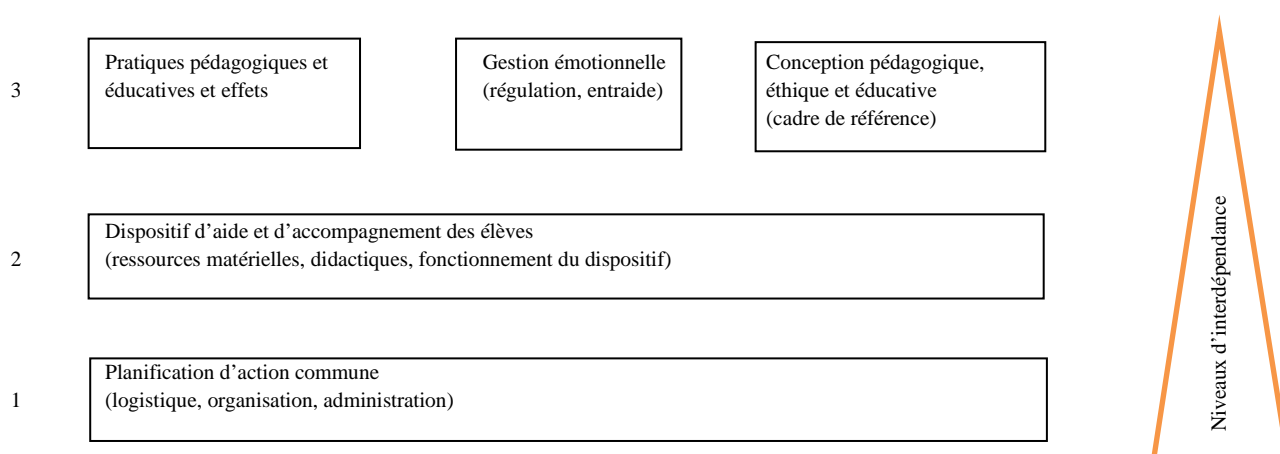 3
Pratiques pédagogiques et
éducatives et effets
Gestion émotionnelle
(régulation, entraide)
Conception pédagogique,
éthique et éducative
(cadre de référence)
2
Dispositif d’aide et d’accompagnement des élèves
(ressources matérielles, didactiques, fonctionnement du dispositif)
1
Planification d’action commune
(logistique, organisation, administration)
Niveaux d’interdépendance